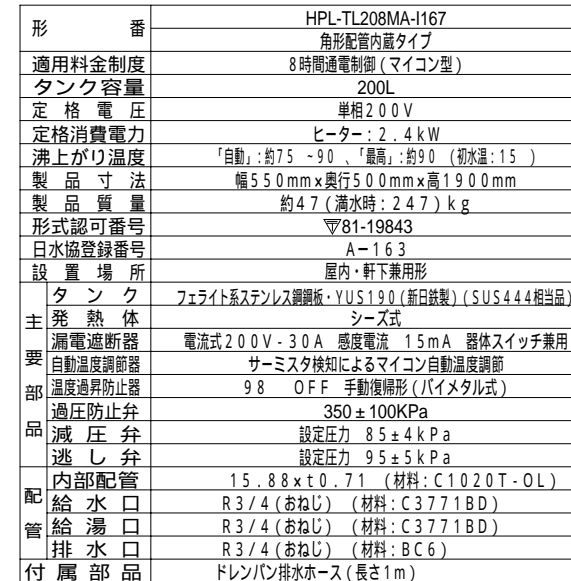 形番 HPL-TL208MA-I167
角形配管内蔵タイプ
適用料金制度 8時間通電制御(マイコン型)
タンク容量 200L
定格電圧 単相200V
定格消費電力 ヒーター:2.4kW
沸上がり温度 「自動」:約75 ~90 、「最高」:約90 (初水温:15 )
製品寸法 幅550mm×奥行500mm×高1900mm
製品質量 約47(満水時:247)kg
形式認可番号 81-19843
日水協登録番号 A-163
設置場所 屋内・軒下兼用形
主要部品
タンク フェライト系ステンレス鋼鋼板・YUS190(新日鉄製)(SUS444相当品)
発熱体 シーズ式
漏電遮断器 電流式200V-30A 感度電流 15mA 器体スイッチ兼用
自動温度調節器 サーミスタ検知によるマイコン自動温度調節
温度過昇防止器 98 OFF 手動復帰形(バイメタル式)
過圧防止弁 350±100KPa
減圧弁 設定圧力 85±4kPa
逃し弁 設定圧力 95±5kPa
配管
内部配管 15.88×t0.71 (材料:C1020T-OL)
給水口 R3/4(おねじ) (材料:C3771BD)
給湯口 R3/4(おねじ) (材料:C3771BD)
排水口 R3/4(おねじ) (材料:BC6)
付属部品 ドレンパン排水ホース(長さ1m)